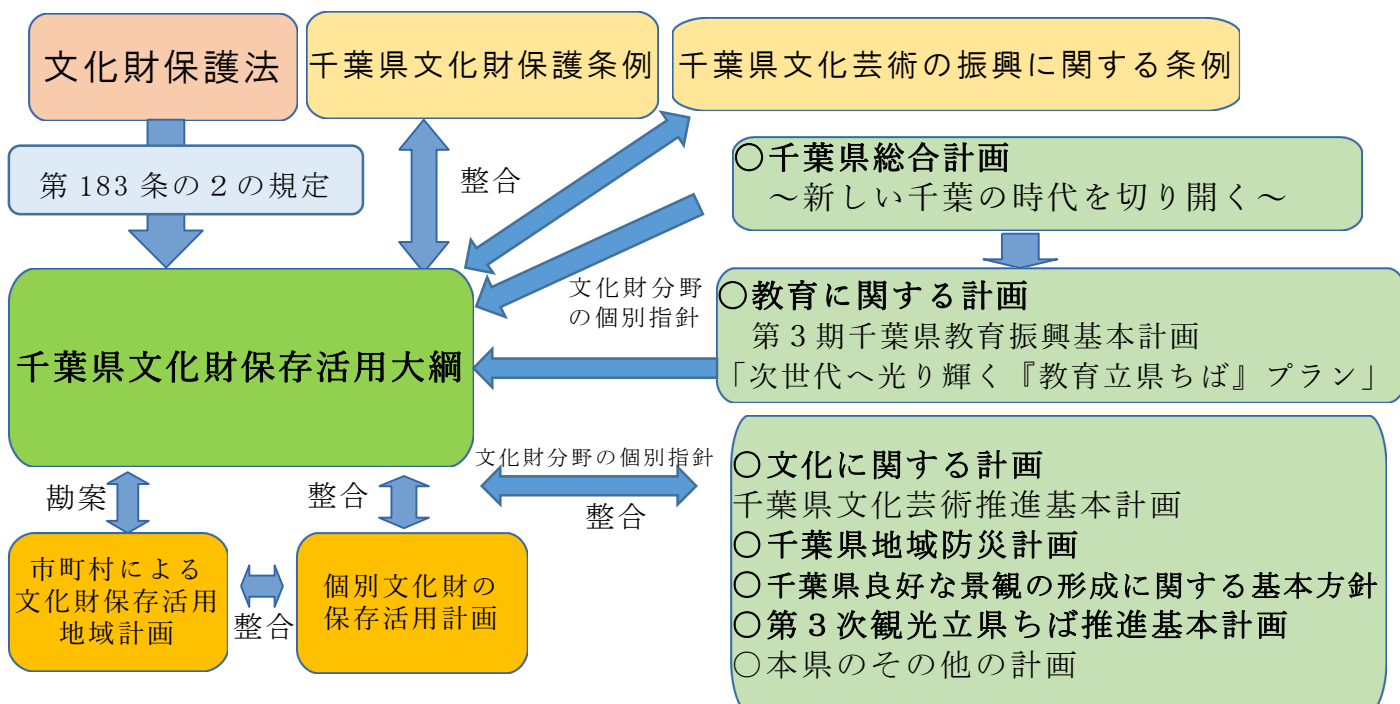 文化財保護法
千葉県文化財保護条例
千葉県文化芸術の振興に関する条例
第183条の2の規定
整合
〇千葉県総合計画
～新しい千葉の時代を切り開く～
文化財分野
の個別指針
〇教育に関する計画
第3期千葉県教育振興基本計画
「次世代へ光り輝く『教育立県ちば』プラン」
千葉県文化財保存活用大綱
文化財分野の個別指針
整合
勘案
整合
〇文化に関する計画
千葉県文化芸術推進基本計画
〇千葉県地域防災計画
〇千葉県良好な景観の形成に関する基本方針
〇第3次観光立県ちば推進基本計画
〇本県のその他の計画
市町村による
文化財保存活用
地域計画
整合
個別文化財の
保存活用計画